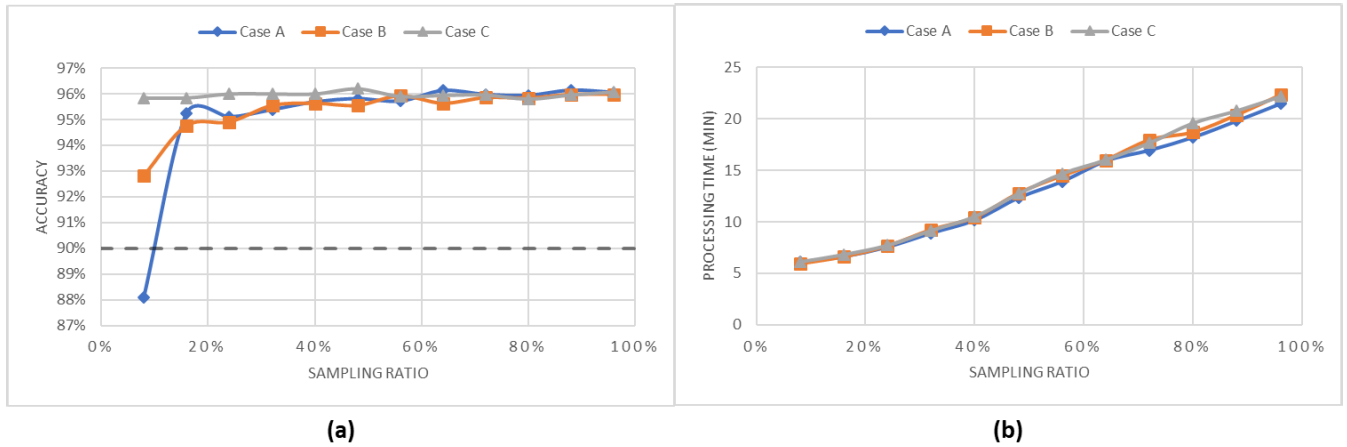 Case A Case B Case C
97%
96%
95%
94%
93%
92%
91%
90%
89%
88%
87%
ACCURACY
0% 20% 40% 60% 80% 100%
SAMPLING RATIO
(a)
Case A Case B Case C
25
20
15
10
5
0
PROCESSING TIME (MIN)
0% 20% 40% 60% 80% 100%
SAMPLING RATIO
(b)